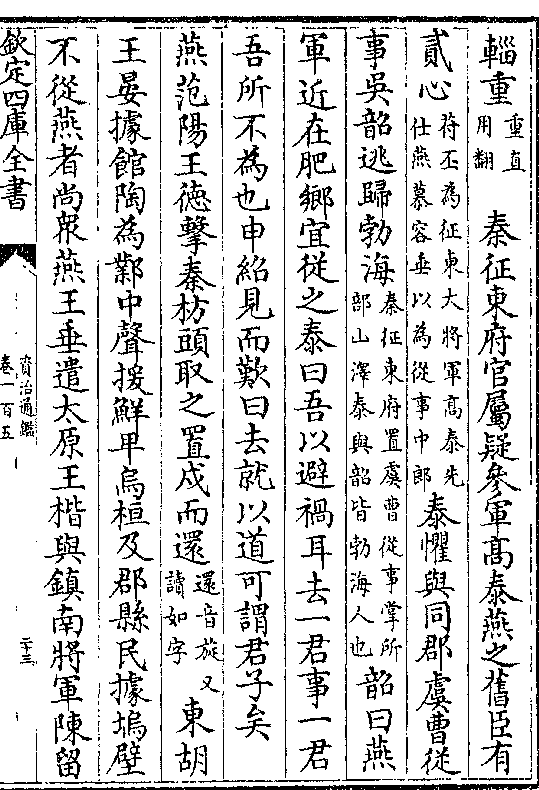 輜重重直用翻　秦征東府官屬疑參軍高泰燕之舊臣有
貳心苻丕為征東大將軍高泰先仕燕慕容垂以為從事中郎泰懼與同郡虞曹從
事吳韶逃歸勃海秦征東府置虞曹從事掌所部山澤泰與韶皆勃海人也韶曰燕
軍近在肥鄉宜從之泰曰吾以避禍耳去一君事一君
吾所不為也申紹見而歎曰去就以道可謂君子矣
燕范陽王德擊秦枋頭取之置戍而還還音旋又讀如字東胡
王晏據館陶為鄴中聲援鮮卑烏桓及郡縣民據塢壁
不從燕者尚衆燕王垂遣太原王楷與鎮南將軍陳留
欽定四庫全書
資治通鑑
卷一百五
二十三